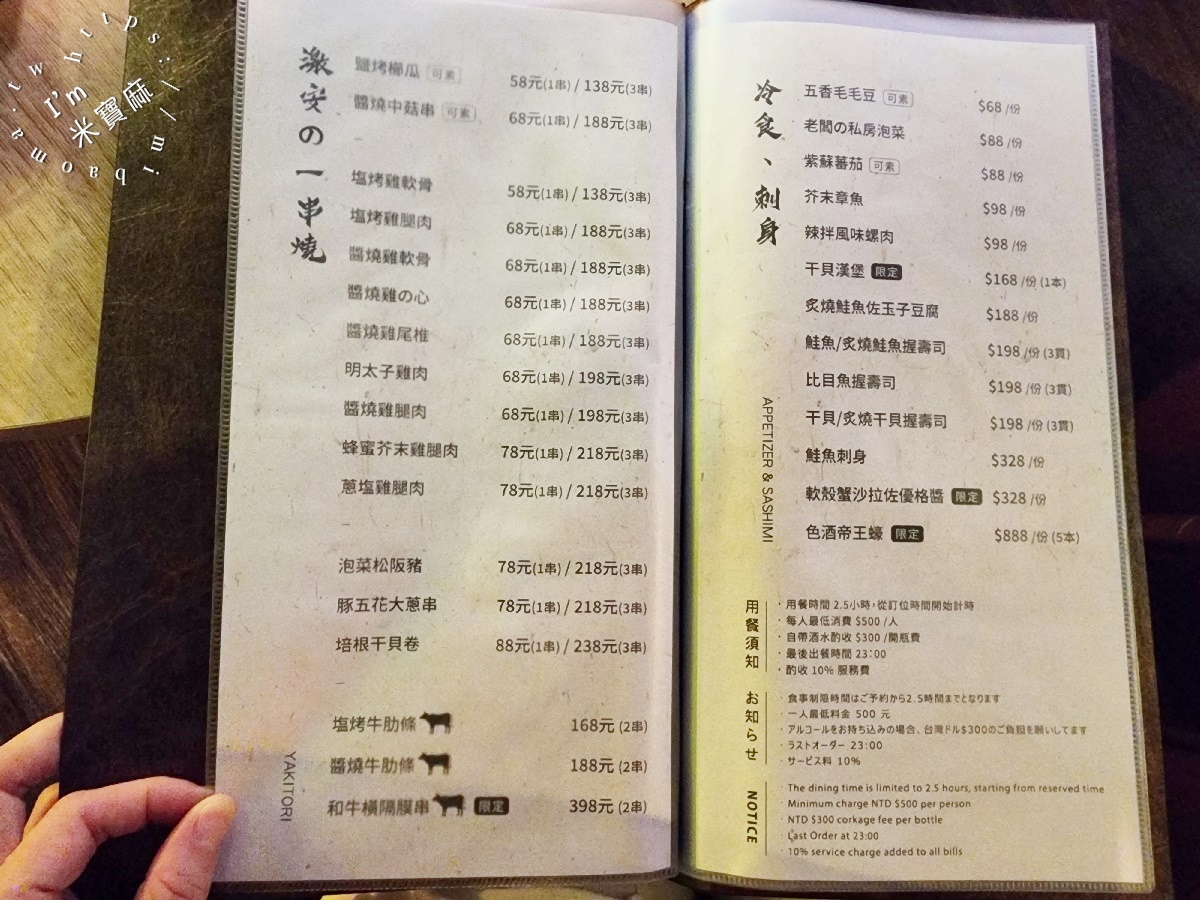 https://mibaoma.tw
I'm
米寶麻
激安の一串燒
鹽烤櫛瓜 可素 58元(1串) / 138元(3串)
醬燒中菇串 可素 68元(1串) / 188元(3串)
塩烤雞軟骨 58元(1串) / 138元(3串)
塩烤雞腿肉 68元(1串) / 188元(3串)
醬燒雞軟骨 68元(1串) / 188元(3串)
醬燒雞の心 68元(1串) / 188元(3串)
醬燒雞尾椎 68元(1串) / 188元(3串)
明太子雞肉 68元(1串) / 198元(3串)
醬燒雞腿肉 68元(1串) / 198元(3串)
蜂蜜芥末雞腿肉 78元(1串) / 218元(3串)
蔥塩雞腿肉 78元(1串) / 218元(3串)
泡菜松阪豬 78元(1串) / 218元(3串)
豚五花大蔥串 78元(1串) / 218元(3串)
培根干貝卷 88元(1串) / 238元(3串)
塩烤牛肋條 168元 (2串)
醬燒牛肋條 188元 (2串)
和牛橫隔膜串 限定 398元 (2串)
YAKITORI
冷食、刺身
五香毛毛豆 可素 $68 /份
老闆の私房泡菜 $88 /份
紫蘇蕃茄 可素 $88 /份
芥末章魚 $98 /份
辣拌風味螺肉 $98 /份
干貝漢堡 限定 $168 /份 (1本)
炙燒鮭魚佐玉子豆腐 $188 /份
鮭魚/炙燒鮭魚握壽司 $198 /份 (3貫)
比目魚握壽司 $198 /份 (3貫)
干貝/炙燒干貝握壽司 $198 /份 (3貫)
鮭魚刺身 $328 /份
軟殼蟹沙拉佐優格醬 限定 $328 /份
色酒帝王蠔 限定 $888 /份 (5本)
APPETIZER & SASHIMI
用餐須知
· 用餐時間 2.5小時，從訂位時間開始計時
· 每人最低消費 $500 /人
· 自帶酒水酌收 $300 /開瓶費
· 最後出餐時間 23:00
· 酌收 10% 服務費
お知らせ
· 食事制限時間はご予約から2.5時間までとなります
· 一人最低料金 500 元
· アルコールをお持ち込みの場合、台灣ドル$300のご負担を願いしてます
· ラストオーダー 23:00
· サービス料 10%
NOTICE
· The dining time is limited to 2.5 hours, starting from reserved time
· Minimum charge NTD $500 per person
· NTD $300 corkage fee per bottle
· Last Order at 23:00
· 10% service charge added to all bills